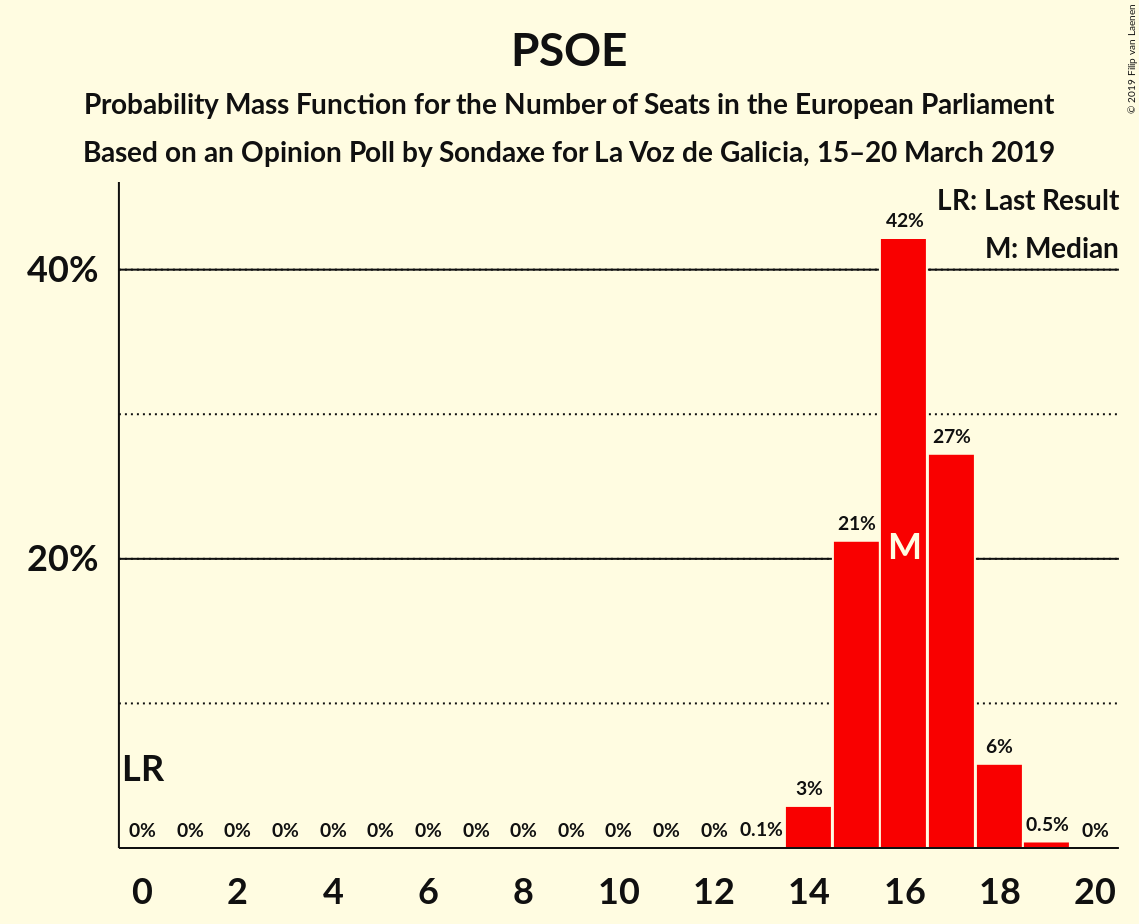 PSOE
Probability Mass Function for the Number of Seats in the European Parliament
Based on an Opinion Poll by Sondaxe for La Voz de Galicia, 15–20 March 2019
© 2019 Filip van Laenen
LR: Last Result
M: Median
40%
20%
42%
27%
21%
M
6%
3%
LR
0% 0% 0% 0% 0% 0% 0% 0% 0% 0% 0% 0% 0% 0.1% 0.5% 0%
0 2 4 6 8 10 12 14 16 18 20